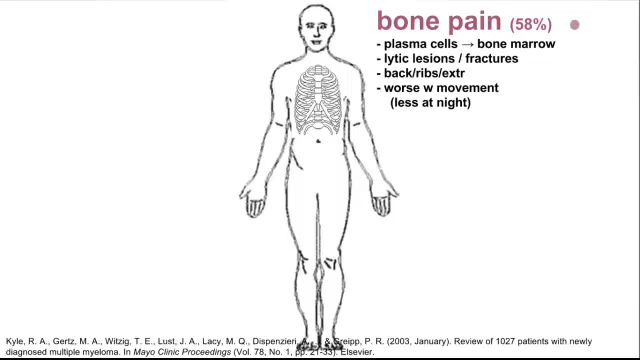 bone pain (58%)
- plasma cells → bone marrow
- lytic lesions / fractures
- back/ribs/extr
- worse w movement
(less at night)
Kyle, R. A., Gertz, M. A., Witzig, T. E., Lust, J. A., Lacy, M. Q., Dispenzieri, A., & Greipp, P. R. (2003, January). Review of 1027 patients with newly
diagnosed multiple myeloma. In Mayo Clinic Proceedings (Vol. 78, No. 1, pp. 21-33). Elsevier.